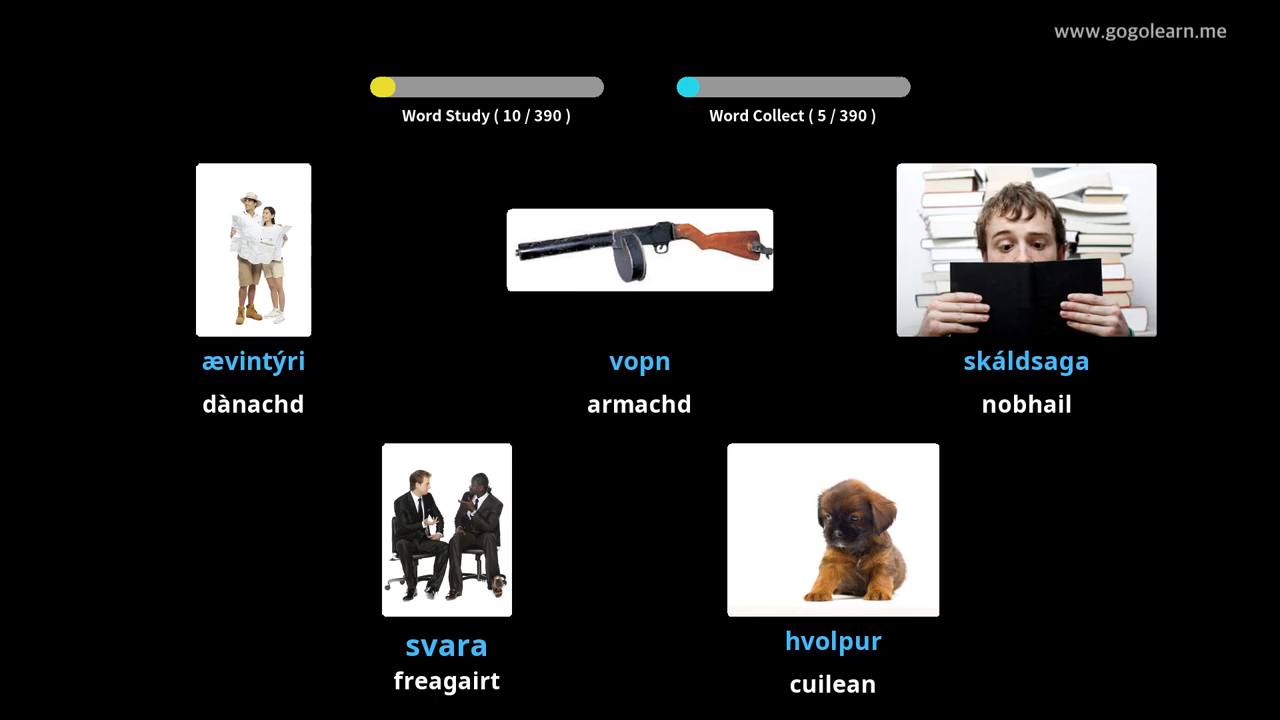 www.gogolearn.me
Word Study ( 10 / 390 )
Word Collect ( 5 / 390 )
ævintýri
dànachd
vopn
armachd
skáldsaga
nobhail
svara
freagairt
hvolpur
cuilean